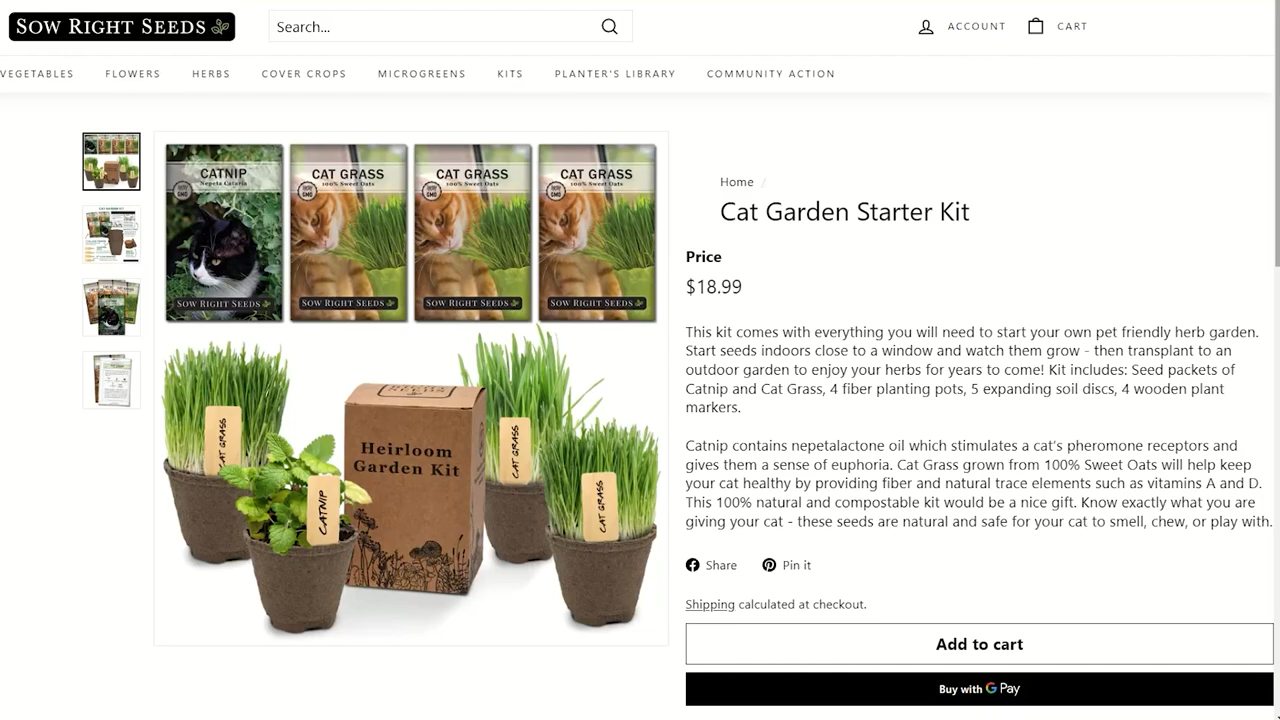 SOW RIGHT SEEDS
Search...
ACCOUNT
CART
VEGETABLES
FLOWERS
HERBS
COVER CROPS
MICROGREENS
KITS
PLANTER'S LIBRARY
COMMUNITY ACTION
CATNIP
Nepeta Cataria
SOW RIGHT SEEDS
CAT GRASS
100% Sweet Oats
SOW RIGHT SEEDS
CAT GRASS
100% Sweet Oats
SOW RIGHT SEEDS
CAT GRASS
100% Sweet Oats
SOW RIGHT SEEDS
Heirloom
Garden Kit
CAT GRASS
CATNIP
CAT GRASS
CAT GRASS
Home /
Cat Garden Starter Kit
Price
$18.99
This kit comes with everything you will need to start your own pet friendly herb garden.
Start seeds indoors close to a window and watch them grow - then transplant to an
outdoor garden to enjoy your herbs for years to come! Kit includes: Seed packets of
Catnip and Cat Grass, 4 fiber planting pots, 5 expanding soil discs, 4 wooden plant
markers.
Catnip contains nepetalactone oil which stimulates a cat's pheromone receptors and
gives them a sense of euphoria. Cat Grass grown from 100% Sweet Oats will help keep
your cat healthy by providing fiber and natural trace elements such as vitamins A and D.
This 100% natural and compostable kit would be a nice gift. Know exactly what you are
giving your cat - these seeds are natural and safe for your cat to smell, chew, or play with.
Share
Pin it
Shipping calculated at checkout.
Add to cart
Buy with G Pay